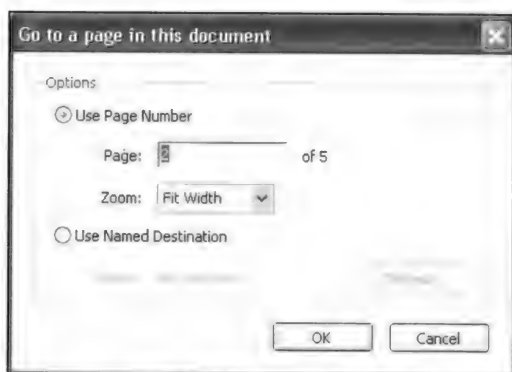 Go to a page in this document
Options
Use Page Number
Page: 2 of 5
Zoom: Fit Width
Use Named Destination
OK Cancel